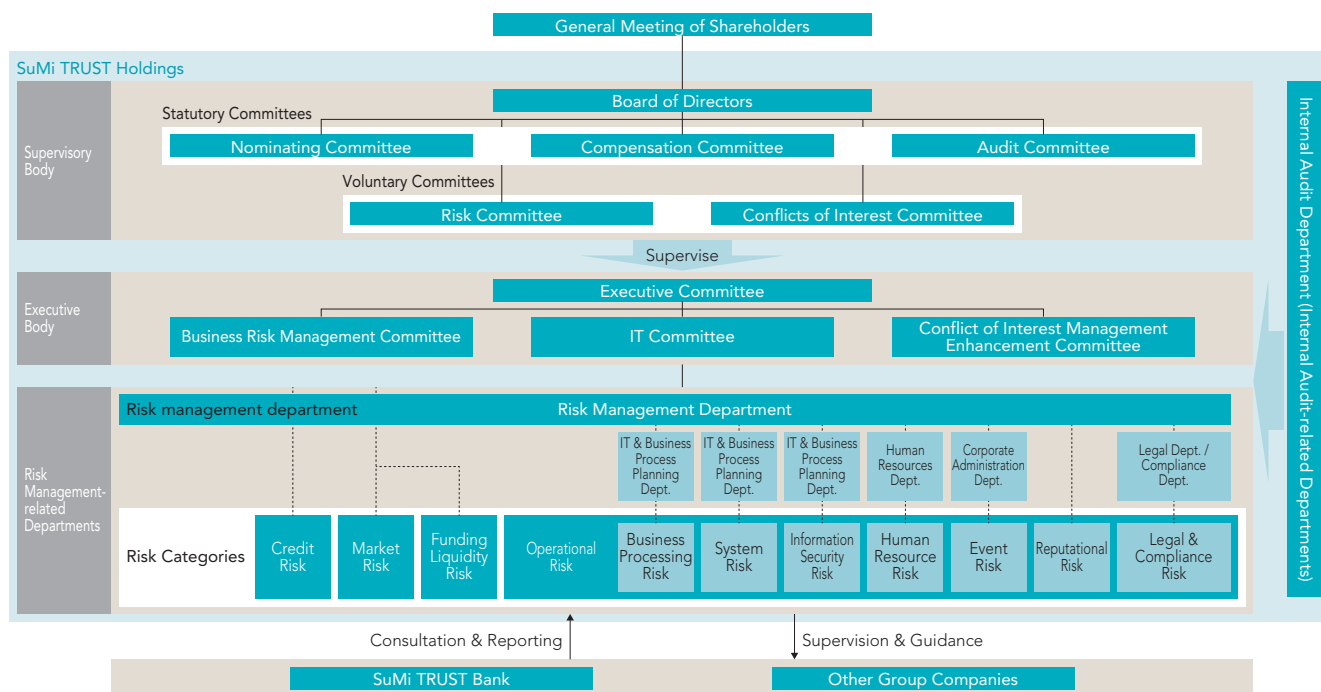 General Meeting of Shareholders
SuMi TRUST Holdings
Supervisory
Body
Board of Directors
Statutory Committees
Nominating Committee
Compensation Committee
Audit Committee
Voluntary Committees
Risk Committee
Conflicts of Interest Committee
Supervise
Executive
Body
Executive Committee
Business Risk Management Committee
IT Committee
Conflict of Interest Management
Enhancement Committee
Risk
Management-
related
Departments
Risk management department
Risk Management Department
IT & Business
Process
Planning
Dept.
IT & Business
Process
Planning
Dept.
IT & Business
Process
Planning
Dept.
Human
Resources
Dept.
Corporate
Administration
Dept.
Legal Dept. /
Compliance
Dept.
Risk Categories
Credit
Risk
Market
Risk
Funding
Liquidity
Risk
Operational
Risk
Business
Processing
Risk
System
Risk
Information
Security
Risk
Human
Resource
Risk
Event
Risk
Reputational
Risk
Legal &
Compliance
Risk
Internal Audit Department (Internal Audit-related Departments)
Consultation & Reporting
Supervision & Guidance
SuMi TRUST Bank
Other Group Companies